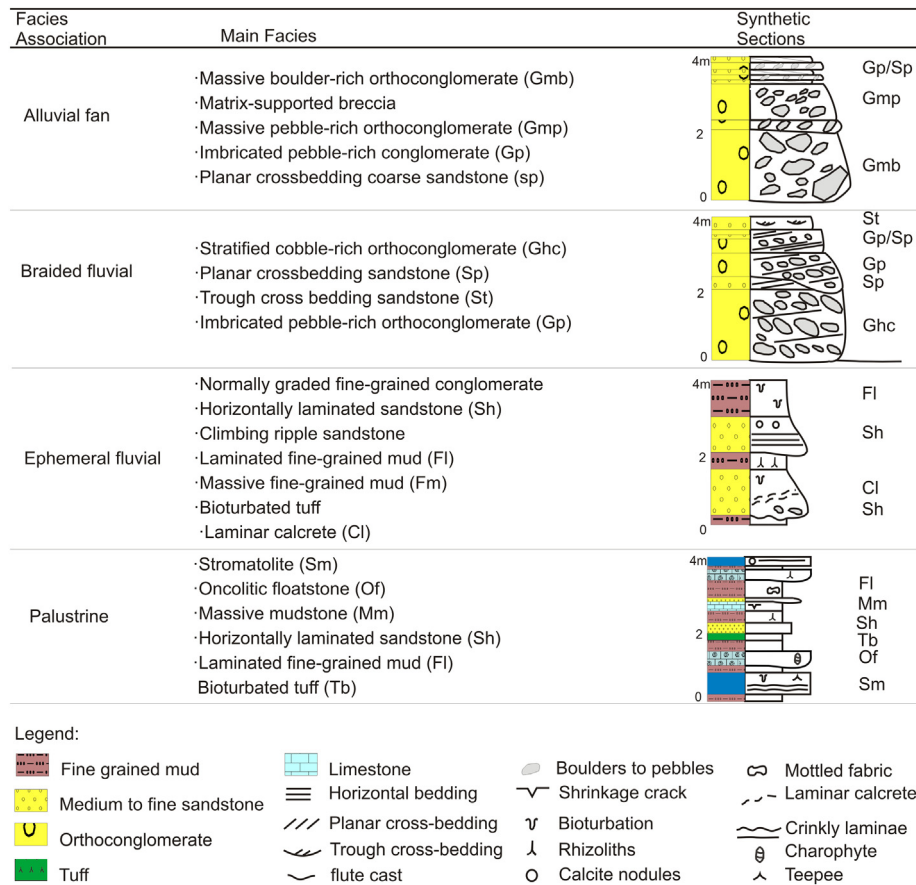 Facies Association
Main Facies
Synthetic Sections
Alluvial fan
·Massive boulder-rich orthoconglomerate (Gmb)
·Matrix-supported breccia
·Massive pebble-rich orthoconglomerate (Gmp)
·Imbricated pebble-rich conglomerate (Gp)
·Planar crossbedding coarse sandstone (sp)
4m
2
0
Gp/Sp
Gmp
Gmb
Braided fluvial
·Stratified cobble-rich orthoconglomerate (Ghc)
·Planar crossbedding sandstone (Sp)
·Trough cross bedding sandstone (St)
·Imbricated pebble-rich orthoconglomerate (Gp)
4m
2
0
St
Gp/Sp
Gp
Sp
Ghc
Ephemeral fluvial
·Normally graded fine-grained conglomerate
·Horizontally laminated sandstone (Sh)
·Climbing ripple sandstone
·Laminated fine-grained mud (Fl)
·Massive fine-grained mud (Fm)
·Bioturbated tuff
·Laminar calcrete (Cl)
4m
2
0
Fl
Sh
Cl
Sh
Palustrine
·Stromatolite (Sm)
·Oncolitic floatstone (Of)
·Massive mudstone (Mm)
·Horizontally laminated sandstone (Sh)
·Laminated fine-grained mud (Fl)
Bioturbated tuff (Tb)
4m
2
0
Fl
Mm
Sh
Tb
Of
Sm
Legend:
Fine grained mud
Medium to fine sandstone
Orthoconglomerate
Tuff
Limestone
Horizontal bedding
Planar cross-bedding
Trough cross-bedding
flute cast
Boulders to pebbles
Shrinkage crack
Bioturbation
Rhizoliths
Calcite nodules
Mottled fabric
Laminar calcrete
Crinkly laminae
Charophyte
Teepee